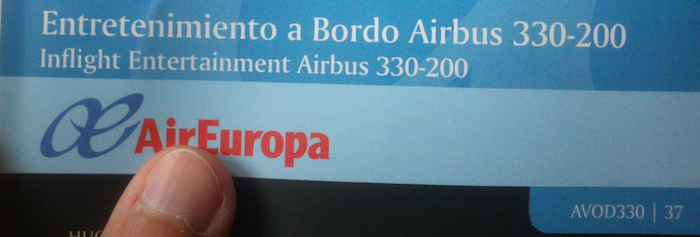 Entretenimiento a Bordo Airbus 330-200
Inflight Entertainment Airbus 330-200
AirEuropa
AVOD330 | 37